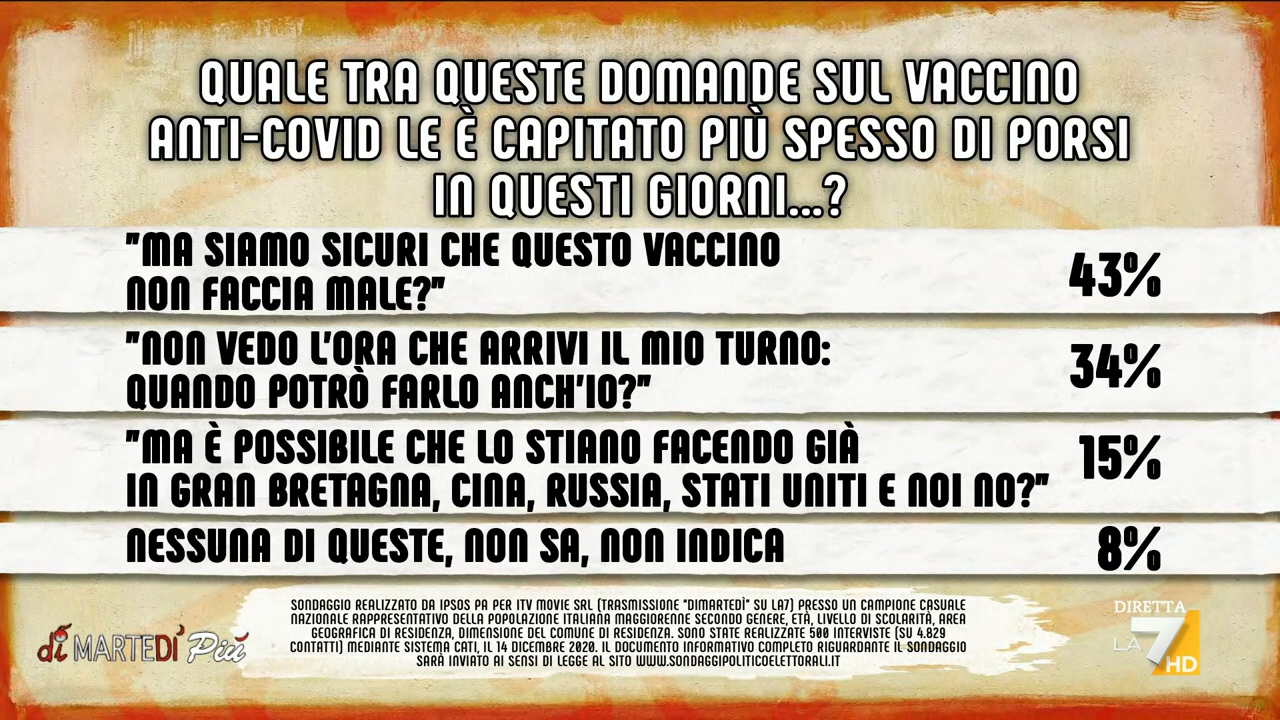 QUALE TRA QUESTE DOMANDE SUL VACCINO
ANTI-COVID LE È CAPITATO PIÙ SPESSO DI PORSI
IN QUESTI GIORNI...?
"MA SIAMO SICURI CHE QUESTO VACCINO
NON FACCIA MALE?"
43%
"NON VEDO L'ORA CHE ARRIVI IL MIO TURNO:
QUANDO POTRÒ FARLO ANCH'IO?"
34%
"MA È POSSIBILE CHE LO STIANO FACENDO GIÀ
IN GRAN BRETAGNA, CINA, RUSSIA, STATI UNITI E NOI NO?"
15%
NESSUNA DI QUESTE, NON SA, NON INDICA
8%
SONDAGGIO REALIZZATO DA IPSOS PA PER ITV MOVIE SRL (TRASMISSIONE "DIMARTEDÌ" SU LA7) PRESSO UN CAMPIONE CASUALE
NAZIONALE RAPPRESENTATIVO DELLA POPOLAZIONE ITALIANA MAGGIORENNE SECONDO GENERE, ETÀ, LIVELLO DI SCOLARITÀ, AREA
GEOGRAFICA DI RESIDENZA, DIMENSIONE DEL COMUNE DI RESIDENZA. SONO STATE REALIZZATE 500 INTERVISTE (SU 4.829
CONTATTI) MEDIANTE SISTEMA CATI, IL 14 DICEMBRE 2020. IL DOCUMENTO INFORMATIVO COMPLETO RIGUARDANTE IL SONDAGGIO
SARÀ INVIATO AI SENSI DI LEGGE AL SITO WWW.SONDAGGIPOLITICOELETTORALI.IT
di MARTEDÌ Più
DIRETTA
LA 7 HD